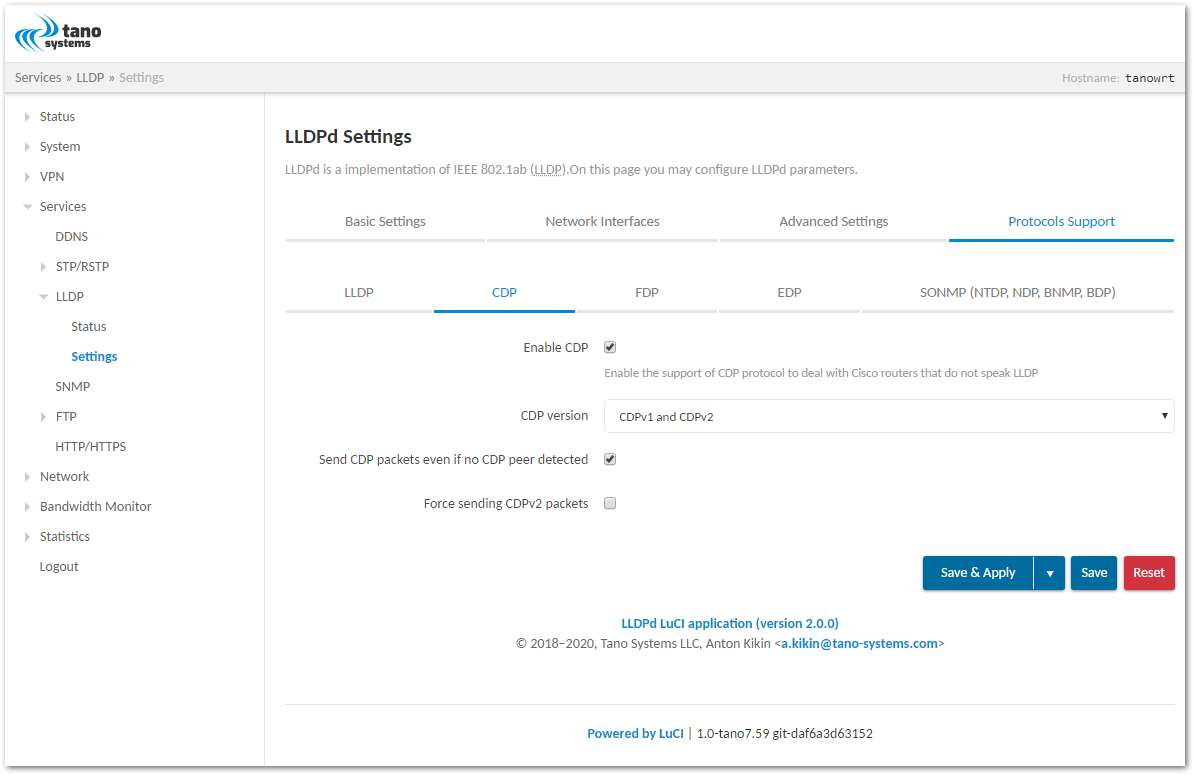 tano
systems
Services » LLDP » Settings
Hostname: tanowrt
Status
System
VPN
Services
DDNS
STP/RSTP
LLDP
Status
Settings
SNMP
FTP
HTTP/HTTPS
Network
Bandwidth Monitor
Statistics
Logout
LLDPd Settings
LLDPd is a implementation of IEEE 802.1ab (LLDP).On this page you may configure LLDPd parameters.
Basic Settings Network Interfaces Advanced Settings Protocols Support
LLDP CDP FDP EDP SONMP (NTDP, NDP, BNMP, BDP)
Enable CDP
Enable the support of CDP protocol to deal with Cisco routers that do not speak LLDP
CDP version CDPv1 and CDPv2
Send CDP packets even if no CDP peer detected
Force sending CDPv2 packets
Save & Apply Save Reset
LLDPd LuCI application (version 2.0.0)
© 2018–2020, Tano Systems LLC, Anton Kikin <a.kikin@tano-systems.com>
Powered by LuCI | 1.0-tano7.59 git-daf6a3d63152